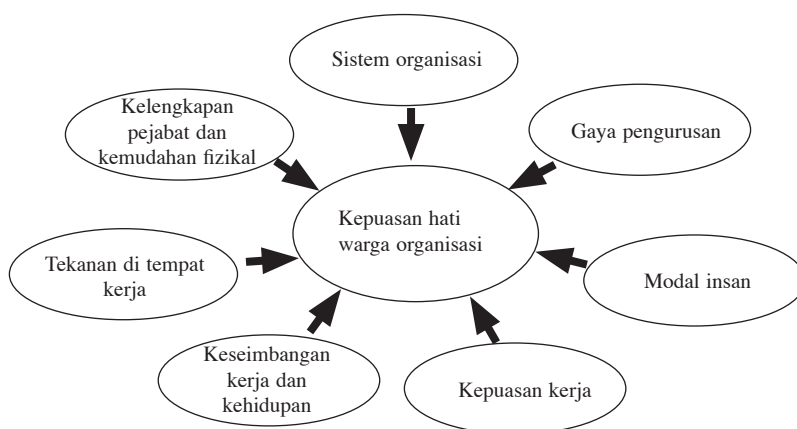 Sistem organisasi
Kelengkapan
pejabat dan
kemudahan fizikal
Gaya pengurusan
Kepuasan hati
warga organisasi
Tekanan di tempat
kerja
Modal insan
Keseimbangan
kerja dan
kehidupan
Kepuasan kerja